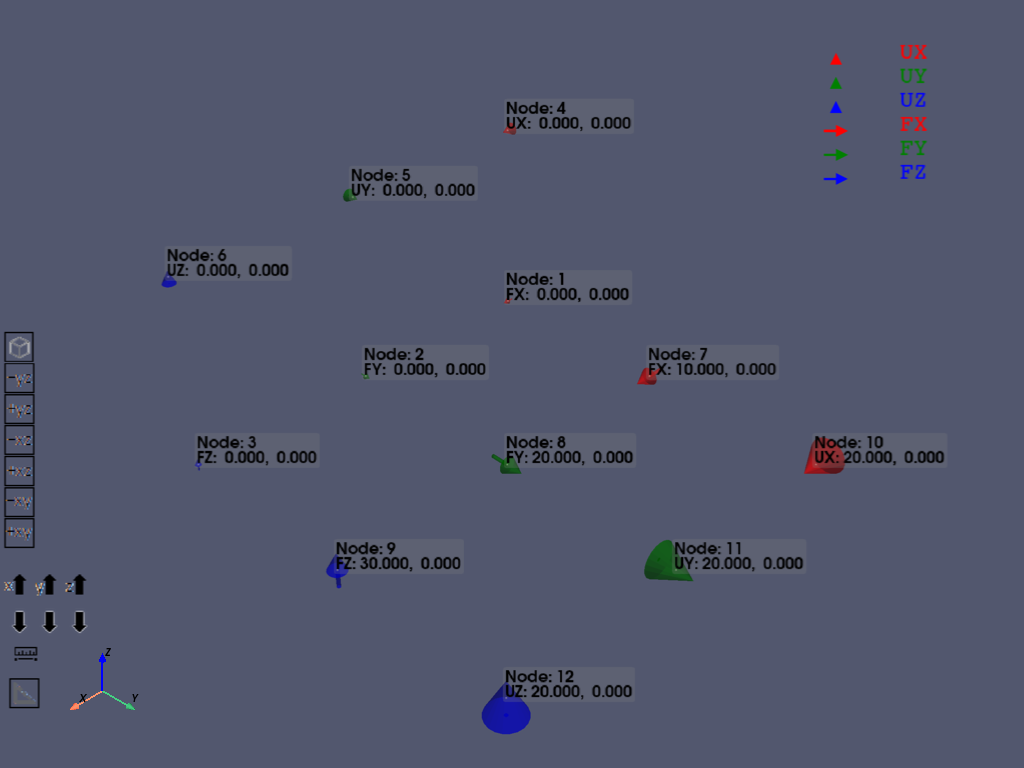 UX
UY
UZ
FX
FY
FZ
Node: 4
UX: 0.000, 0.000
Node: 5
UY: 0.000, 0.000
Node: 6
UZ: 0.000, 0.000
Node: 1
FX: 0.000, 0.000
Node: 2
FY: 0.000, 0.000
Node: 7
FX: 10.000, 0.000
Node: 3
FZ: 0.000, 0.000
Node: 8
FY: 20.000, 0.000
Node: 10
UX: 20.000, 0.000
Node: 9
FZ: 30.000, 0.000
Node: 11
UY: 20.000, 0.000
Node: 12
UZ: 20.000, 0.000
-yz
+yz
-xz
+xz
-xy
+xy
x y z
Z
X
Y